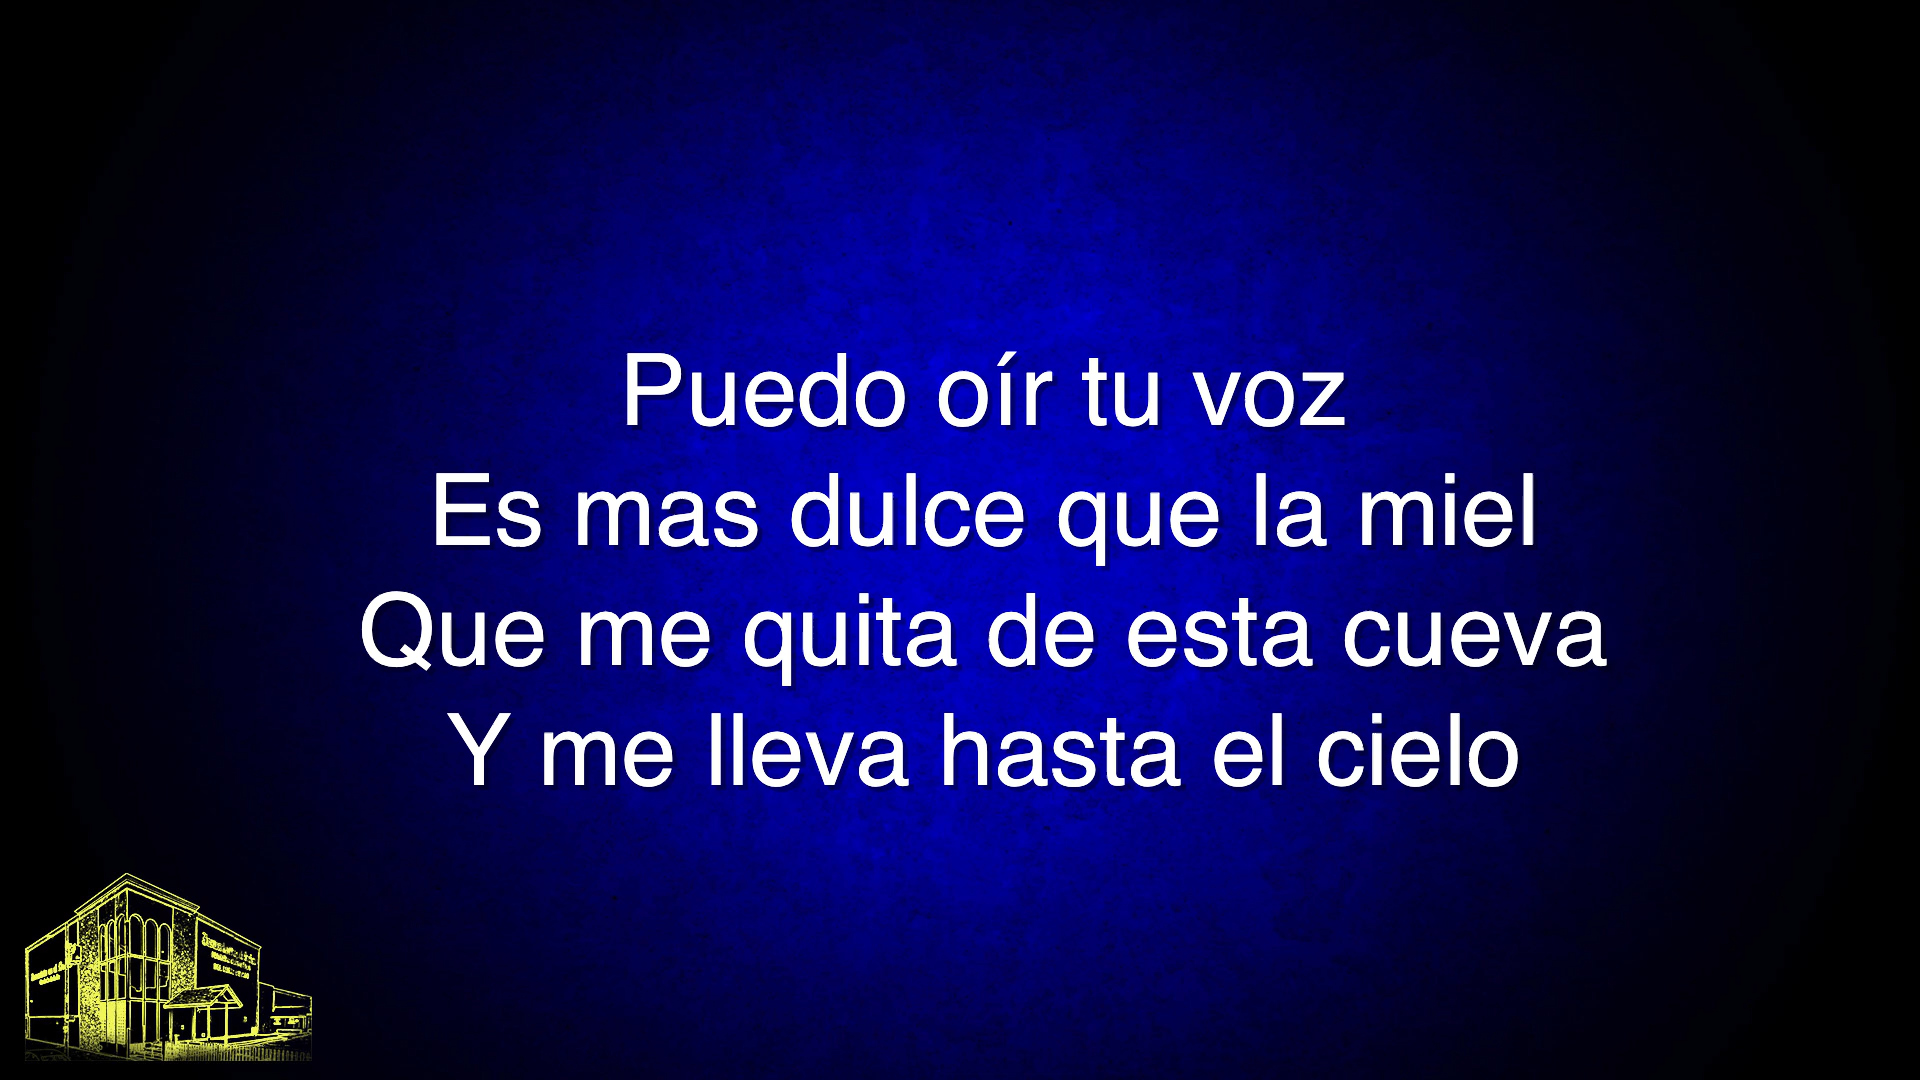 Puedo oír tu voz
Es mas dulce que la miel
Que me quita de esta cueva
Y me lleva hasta el cielo